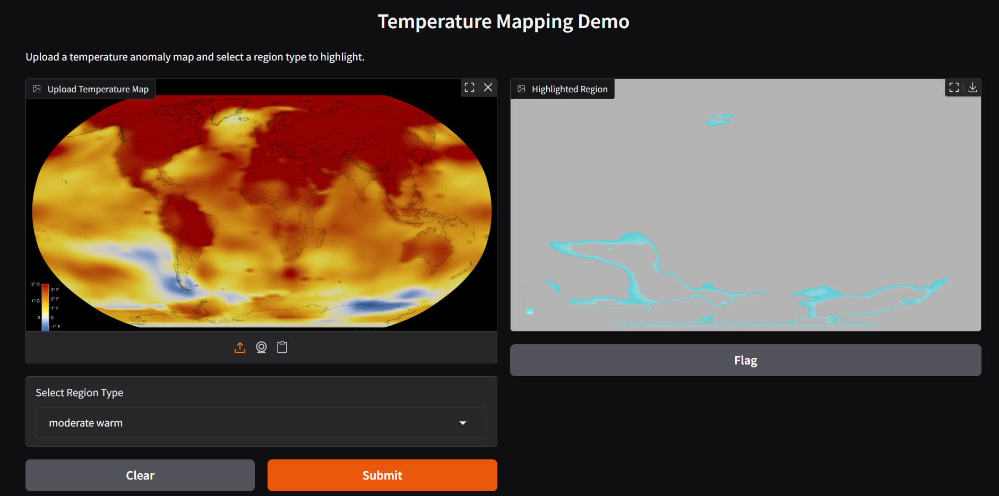 Temperature Mapping Demo
Upload a temperature anomaly map and select a region type to highlight.
Upload Temperature Map
Highlighted Region
2° C
3° F
2° F
1° C
1° F
0
0
-1° F
Flag
Select Region Type
moderate warm
Clear
Submit